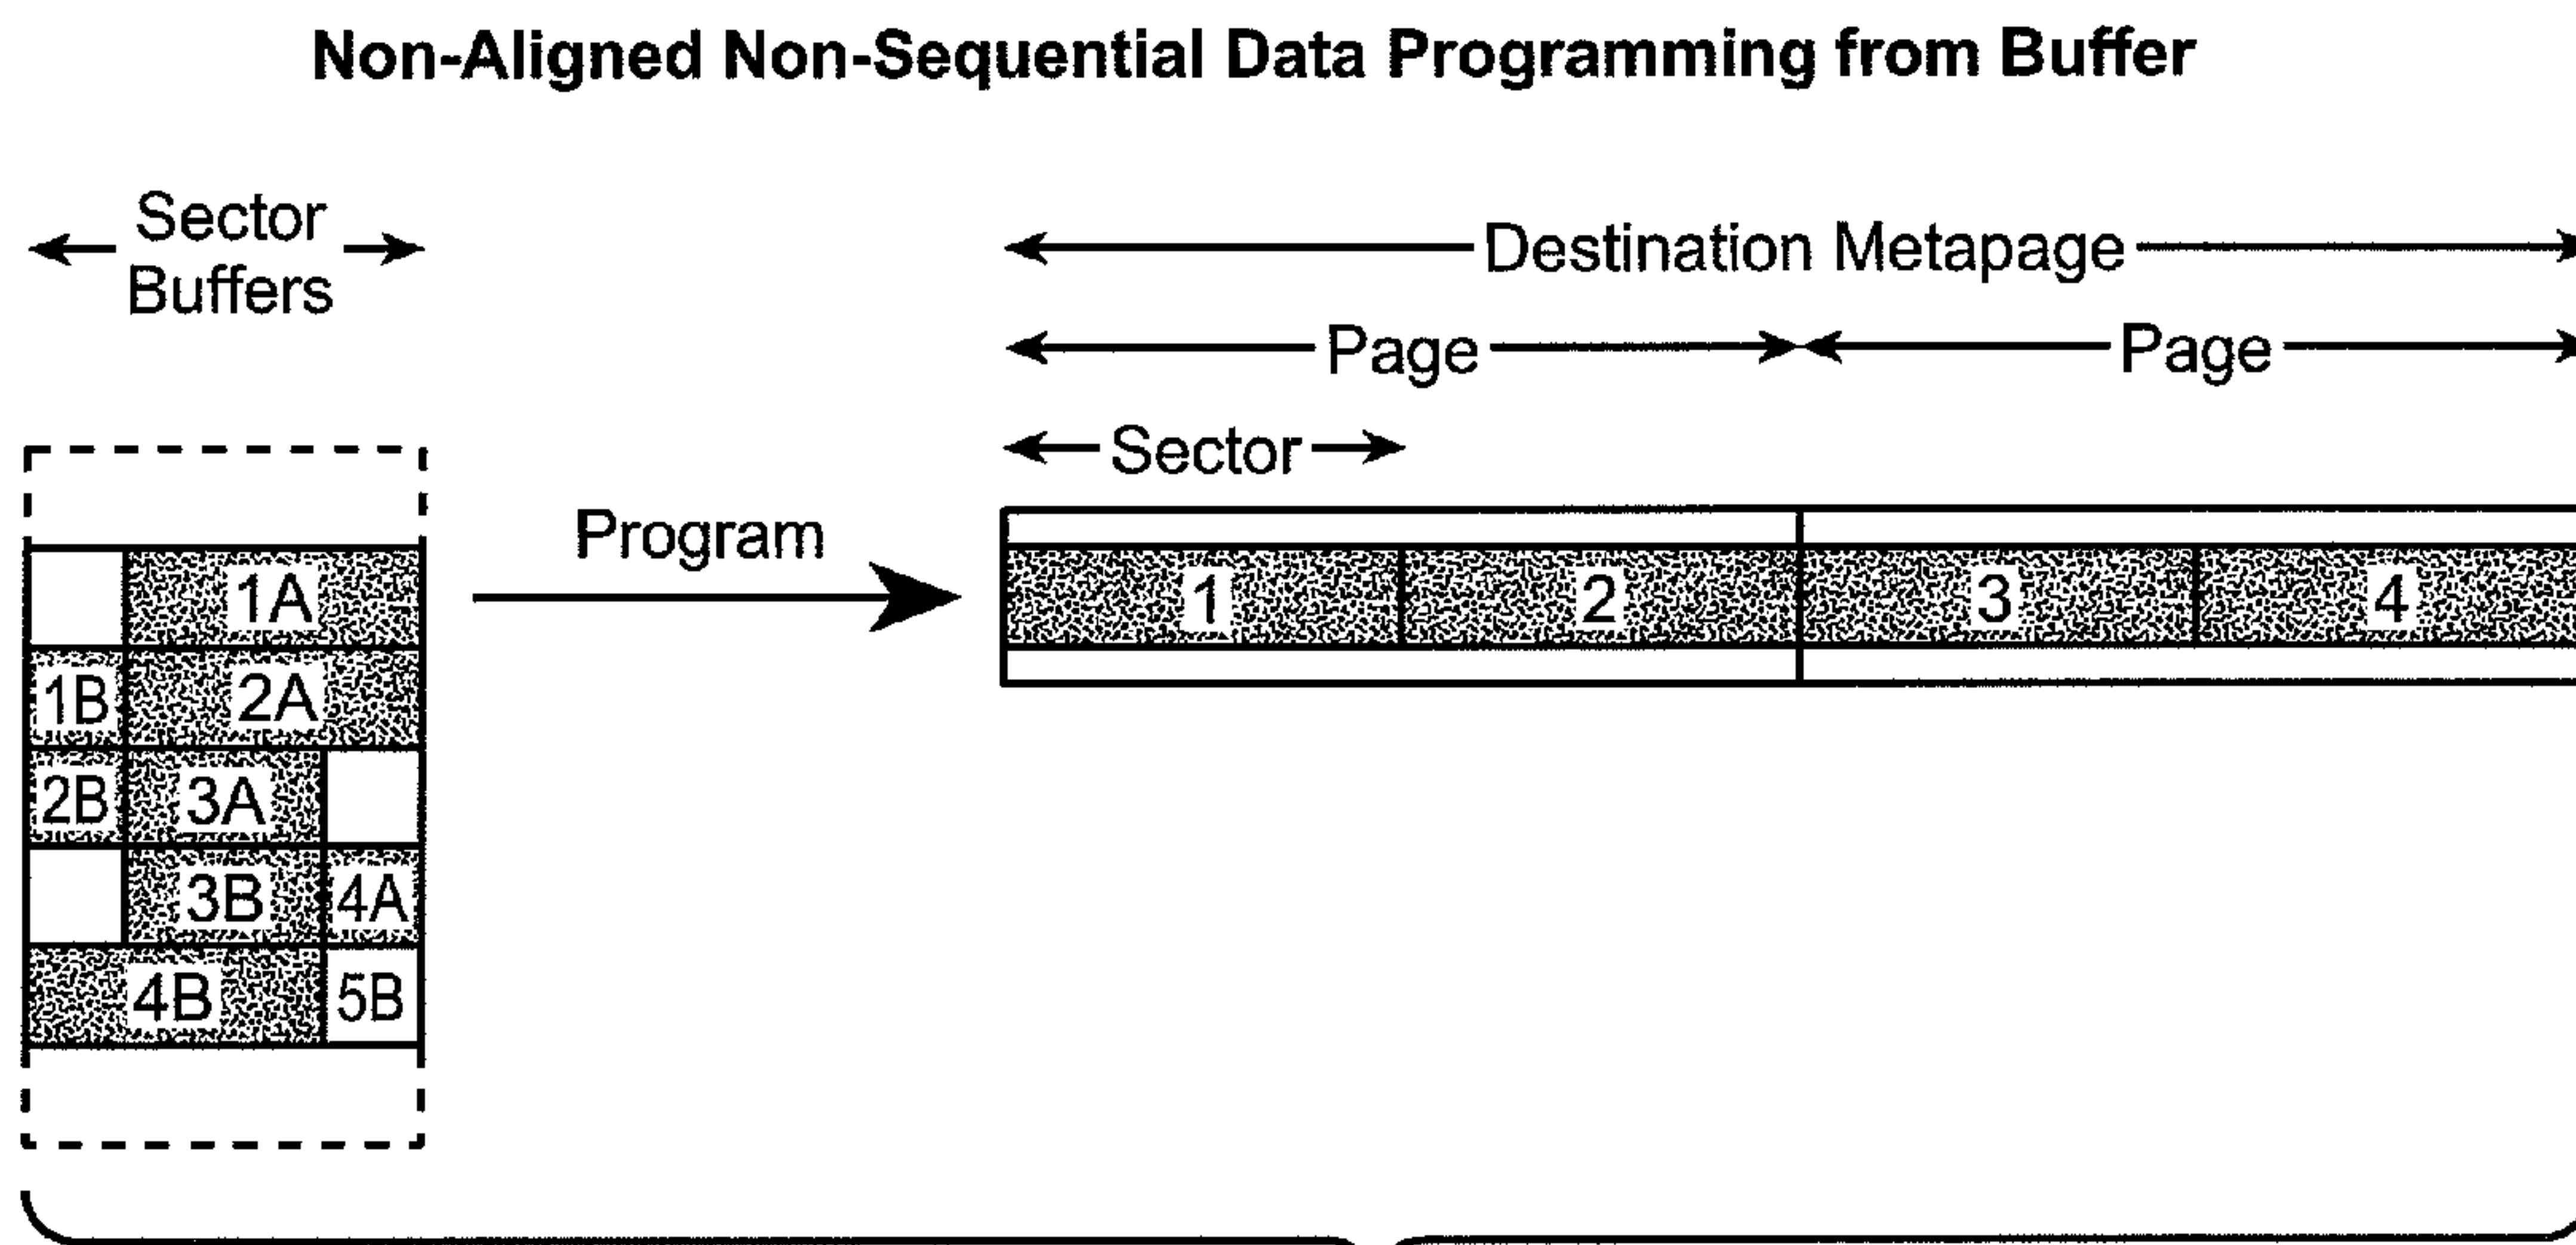 Non-Aligned Non-Sequential Data Programming from Buffer
Sector
Buffers
Destination Metapage
Page Page
Sector
Program
1A
1B 2A
2B 3A
3B 4A
4B 5B
1 2 3 4